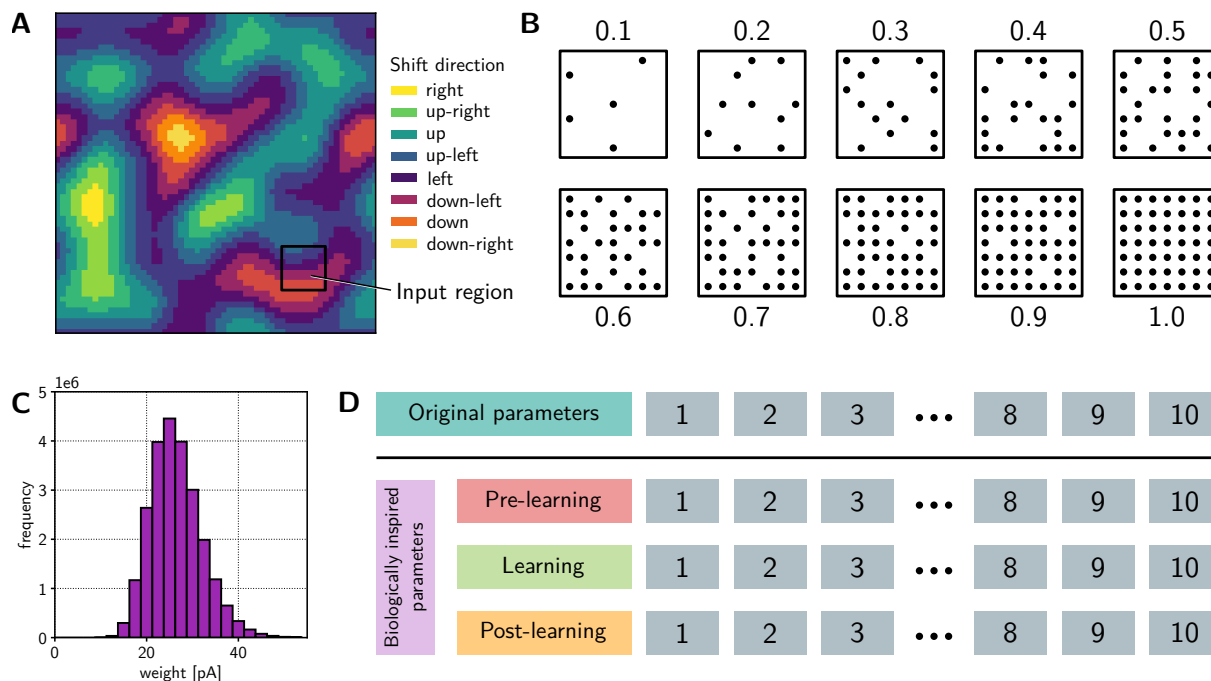 A
Shift direction
right
up-right
up
up-left
left
down-left
down
down-right
Input region
B
0.1 0.2 0.3 0.4 0.5
0.6 0.7 0.8 0.9 1.0
C
1e6
5
4
3
2
1
0
frequency
0 20 40
weight [pA]
D
Original parameters 1 2 3 ••• 8 9 10
Biologically inspired
parameters
Pre-learning 1 2 3 ••• 8 9 10
Learning 1 2 3 ••• 8 9 10
Post-learning 1 2 3 ••• 8 9 10